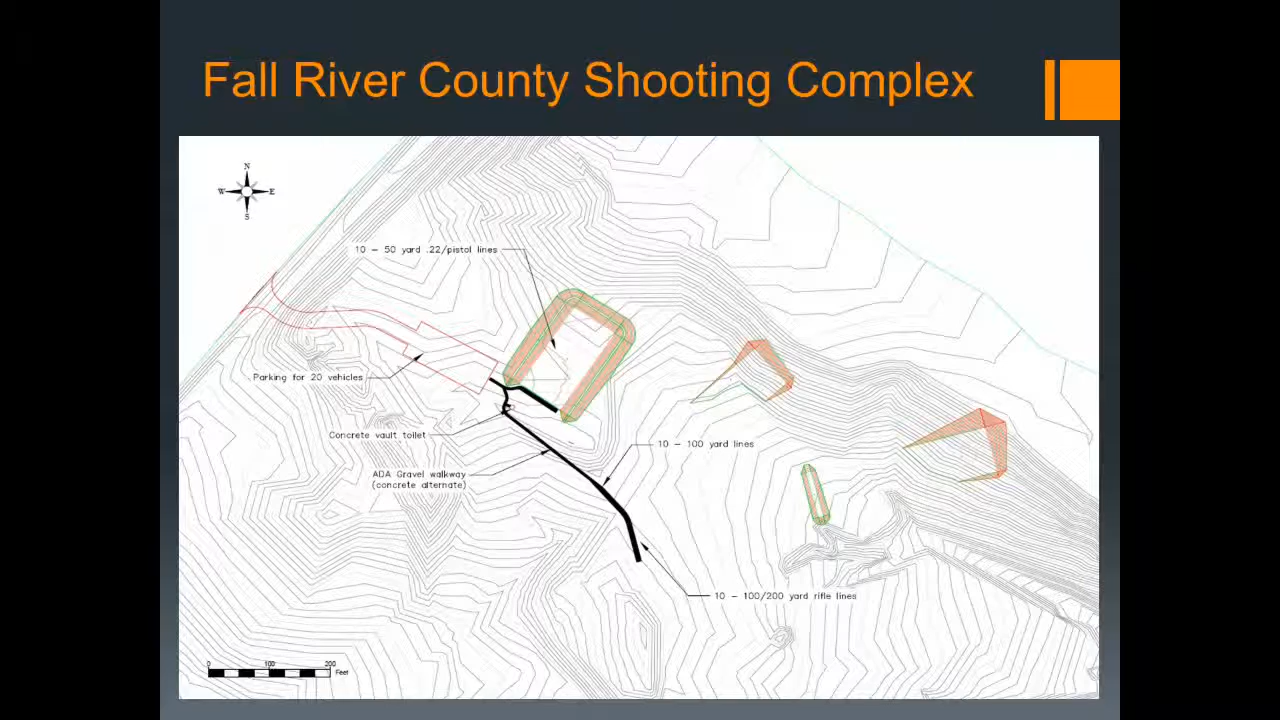 Fall River County Shooting Complex
N
W E
S
10 - 50 yard .22/pistol lines
Parking for 20 vehicles
Concrete vault toilet
10 - 100 yard lines
ADA Gravel walkway
(concrete alternate)
10 - 100/200 yard rifle lines
0 100 200
Feet